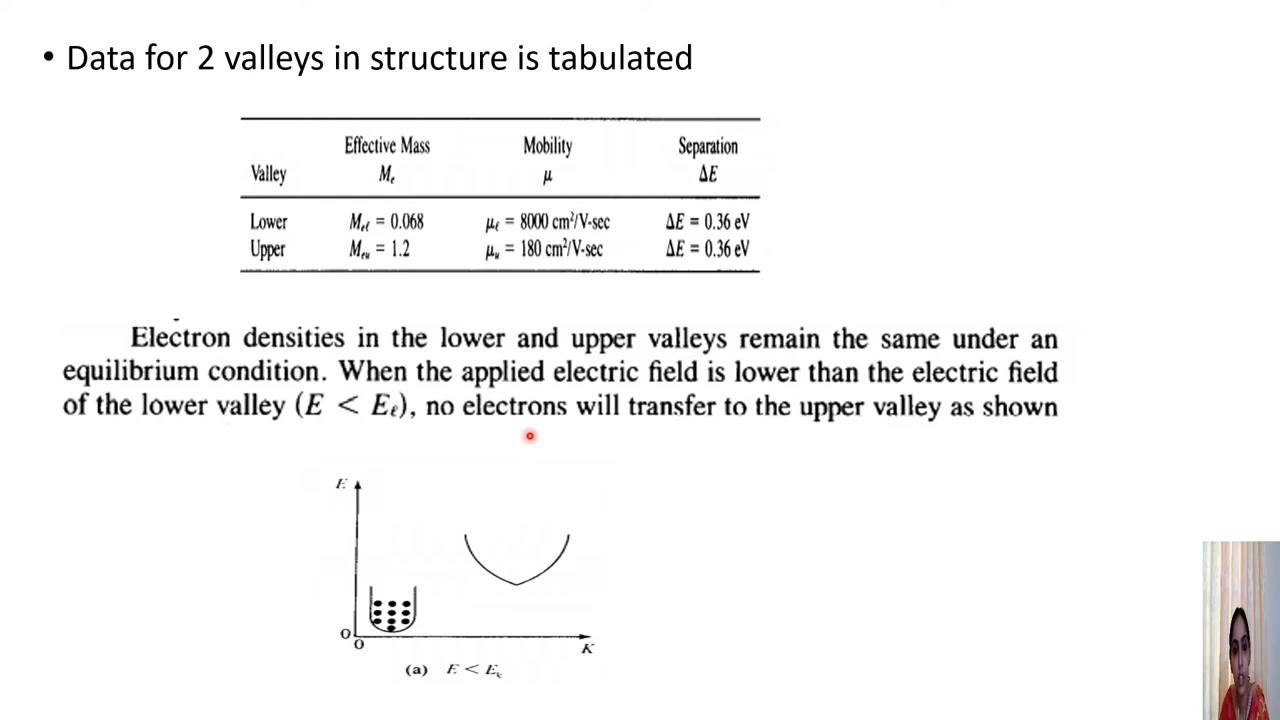 • Data for 2 valleys in structure is tabulated
Effective Mass Mobility Separation
Valley Mₑ μ ΔE
Lower Mₑℓ = 0.068 μℓ = 8000 cm²/V-sec ΔE = 0.36 eV
Upper Mₑᵤ = 1.2 μᵤ = 180 cm²/V-sec ΔE = 0.36 eV
Electron densities in the lower and upper valleys remain the same under an
equilibrium condition. When the applied electric field is lower than the electric field
of the lower valley (E < Eℓ), no electrons will transfer to the upper valley as shown
E
O
O
K
(a) E < Eℓ